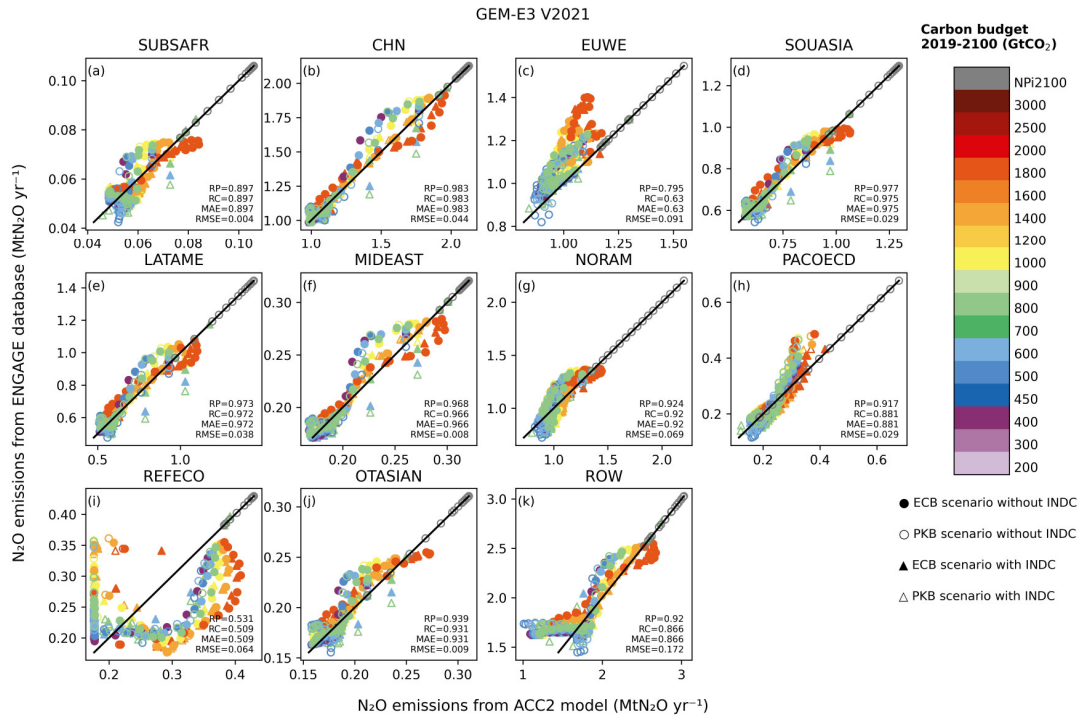 GEM-E3 V2021
SUBSAFR
CHN
EUWE
SOUASIA
Carbon budget
2019-2100 (GtCO₂)
(a)
(b)
(c)
(d)
0.10
0.08
0.06
0.04
0.04
0.06
0.08
0.10
RP=0.897
RC=0.897
MAE=0.897
RMSE=0.004
2.00
1.75
1.50
1.25
1.00
1.0
1.5
2.0
RP=0.983
RC=0.983
MAE=0.983
RMSE=0.044
1.4
1.2
1.0
0.8
1.00
1.25
1.50
RP=0.795
RC=0.63
MAE=0.63
RMSE=0.091
1.2
1.0
0.8
0.6
0.75
1.00
1.25
RP=0.977
RC=0.975
MAE=0.975
RMSE=0.029
LATAME
MIDEAST
NORAM
PACOECD
(e)
(f)
(g)
(h)
1.4
1.2
1.0
0.8
0.6
0.5
1.0
RP=0.973
RC=0.972
MAE=0.972
RMSE=0.038
0.30
0.25
0.20
0.20
0.25
0.30
RP=0.968
RC=0.966
MAE=0.966
RMSE=0.008
2.0
1.5
1.0
1.0
1.5
2.0
RP=0.924
RC=0.92
MAE=0.92
RMSE=0.069
0.6
0.4
0.2
0.2
0.4
0.6
RP=0.917
RC=0.881
MAE=0.881
RMSE=0.029
REFECO
OTASIAN
ROW
(i)
(j)
(k)
0.40
0.35
0.30
0.25
0.20
0.2
0.3
0.4
RP=0.531
RC=0.509
MAE=0.509
RMSE=0.064
0.30
0.25
0.20
0.15
0.15
0.20
0.25
0.30
RP=0.939
RC=0.931
MAE=0.931
RMSE=0.009
3.0
2.5
2.0
1.5
1
2
3
RP=0.92
RC=0.866
MAE=0.866
RMSE=0.172
N₂O emissions from ENGAGE database (MtN₂O yr⁻¹)
N₂O emissions from ACC2 model (MtN₂O yr⁻¹)
NPi2100
3000
2500
2000
1800
1600
1400
1200
1000
900
800
700
600
500
450
400
300
200
ECB scenario without INDC
PKB scenario without INDC
ECB scenario with INDC
PKB scenario with INDC